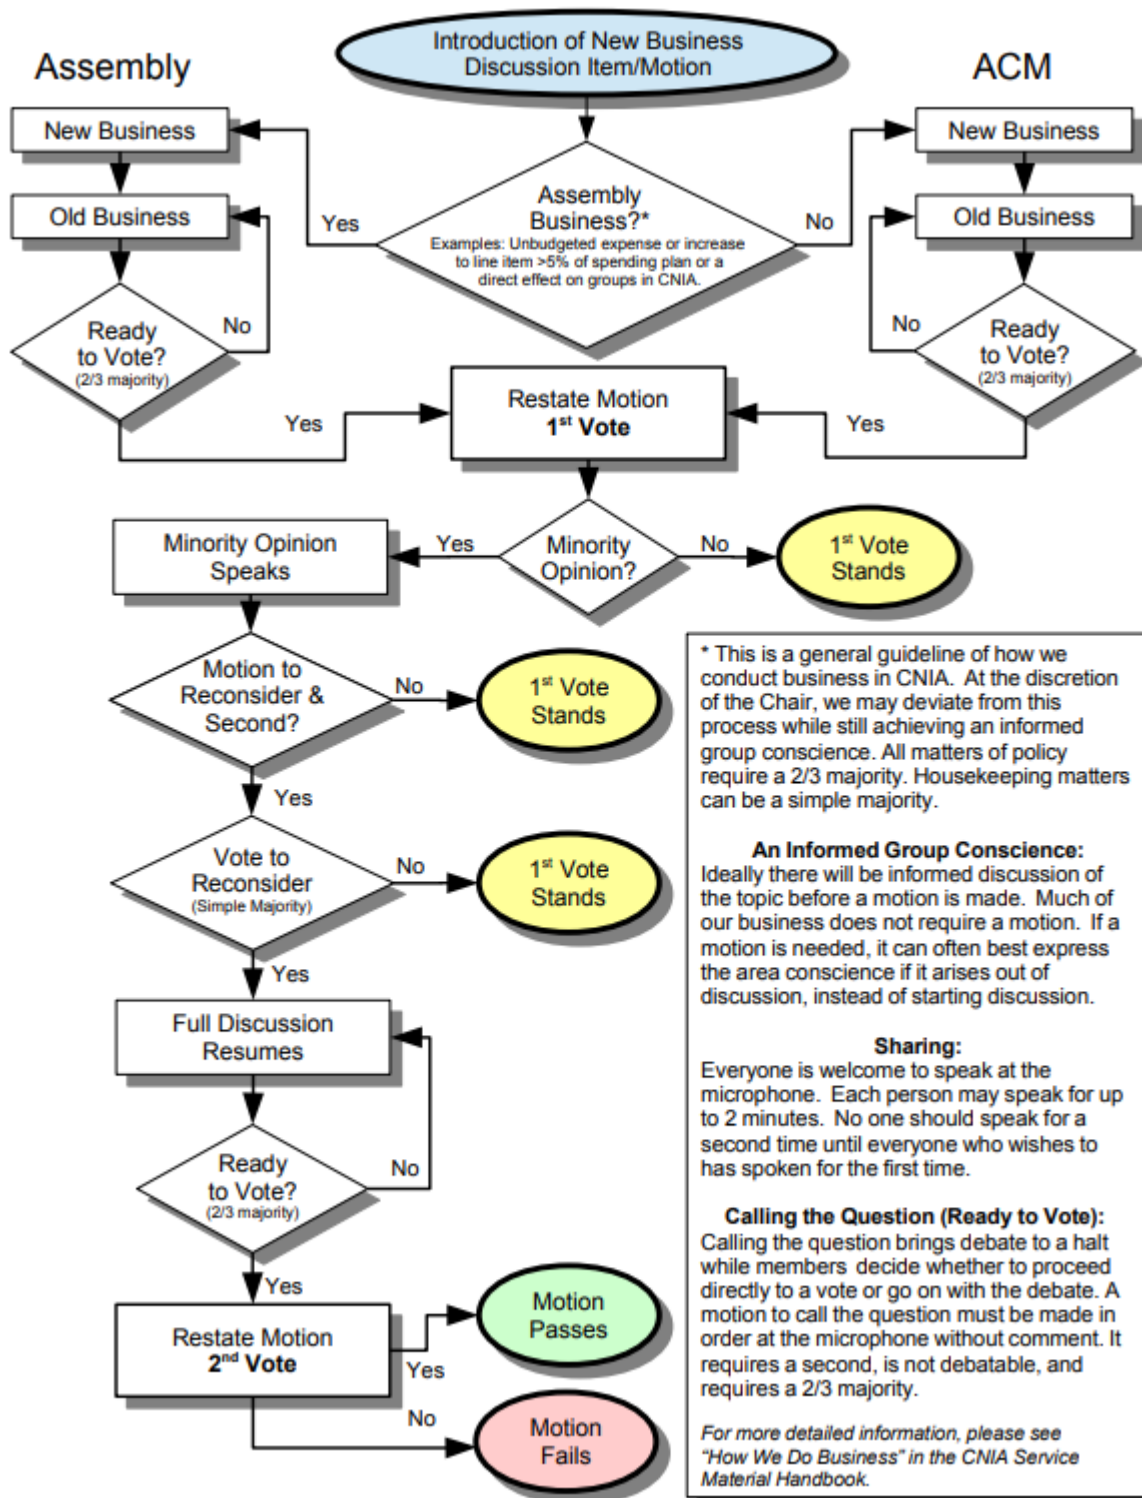 Introduction of New Business
Discussion Item/Motion
Assembly
ACM
New Business
New Business
Assembly
Business?*
Examples: Unbudgeted expense or increase
to line item >5% of spending plan or a
direct effect on groups in CNIA.
Yes
No
Old Business
Old Business
Ready
to Vote?
(2/3 majority)
No
No
Ready
to Vote?
(2/3 majority)
Yes
Restate Motion
1st Vote
Yes
Minority Opinion
Speaks
Yes
Minority
Opinion?
No
1st Vote
Stands
Motion to
Reconsider &
Second?
No
1st Vote
Stands
Yes
Vote to
Reconsider
(Simple Majority)
No
1st Vote
Stands
Yes
Full Discussion
Resumes
Ready
to Vote?
(2/3 majority)
No
Yes
Restate Motion
2nd Vote
Yes
Motion
Passes
No
Motion
Fails
* This is a general guideline of how we
conduct business in CNIA. At the discretion
of the Chair, we may deviate from this
process while still achieving an informed
group conscience. All matters of policy
require a 2/3 majority. Housekeeping matters
can be a simple majority.
An Informed Group Conscience:
Ideally there will be informed discussion of
the topic before a motion is made. Much of
our business does not require a motion. If a
motion is needed, it can often best express
the area conscience if it arises out of
discussion, instead of starting discussion.
Sharing:
Everyone is welcome to speak at the
microphone. Each person may speak for up
to 2 minutes. No one should speak for a
second time until everyone who wishes to
has spoken for the first time.
Calling the Question (Ready to Vote):
Calling the question brings debate to a halt
while members decide whether to proceed
directly to a vote or go on with the debate. A
motion to call the question must be made in
order at the microphone without comment. It
requires a second, is not debatable, and
requires a 2/3 majority.
For more detailed information, please see
“How We Do Business” in the CNIA Service
Material Handbook.